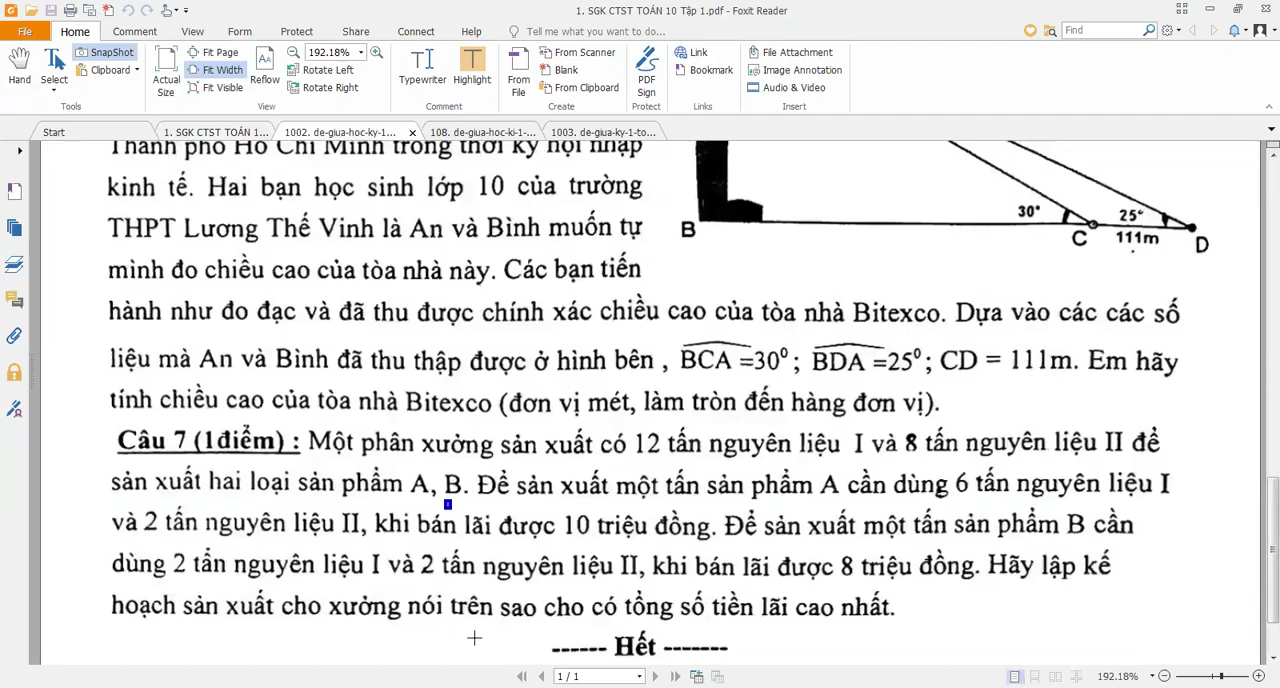 1. SGK CTST TOÁN 10 Tập 1.pdf - Foxit Reader
File Home Comment View Form Protect Share Connect Help Tell me what you want to do... Find
SnapShot Fit Page 192.18% From Scanner Link File Attachment
Clipboard Fit Width Rotate Left Blank Bookmark Image Annotation
Hand Select Actual Size Fit Visible Reflow Rotate Right Typewriter Highlight From File From Clipboard PDF Sign Audio & Video
Tools View Comment Create Protect Links Insert
Start 1. SGK CTST TOÁN 1... 1002. de-giua-hoc-ky-1... 108. de-giua-hoc-ki-1-... 1003. de-giua-ky-1-to...
Thành phố Hồ Chí Minh trong thời kỳ hội nhập
kinh tế. Hai bạn học sinh lớp 10 của trường
THPT Lương Thế Vinh là An và Bình muốn tự
mình đo chiều cao của tòa nhà này. Các bạn tiến
B 30° C 25° 111m D
hành như đo đạc và đã thu được chính xác chiều cao của tòa nhà Bitexco. Dựa vào các các số
liệu mà An và Bình đã thu thập được ở hình bên , BCA =30⁰ ; BDA =25⁰ ; CD = 111m. Em hãy
tính chiều cao của tòa nhà Bitexco (đơn vị mét, làm tròn đến hàng đơn vị).
Câu 7 (1điểm) : Một phân xưởng sản xuất có 12 tấn nguyên liệu I và 8 tấn nguyên liệu II để
sản xuất hai loại sản phẩm A, B. Để sản xuất một tấn sản phẩm A cần dùng 6 tấn nguyên liệu I
và 2 tấn nguyên liệu II, khi bán lãi được 10 triệu đồng. Để sản xuất một tấn sản phẩm B cần
dùng 2 tấn nguyên liệu I và 2 tấn nguyên liệu II, khi bán lãi được 8 triệu đồng. Hãy lập kế
hoạch sản xuất cho xưởng nói trên sao cho có tổng số tiền lãi cao nhất.
------ Hết -------
1 / 1 192.18%